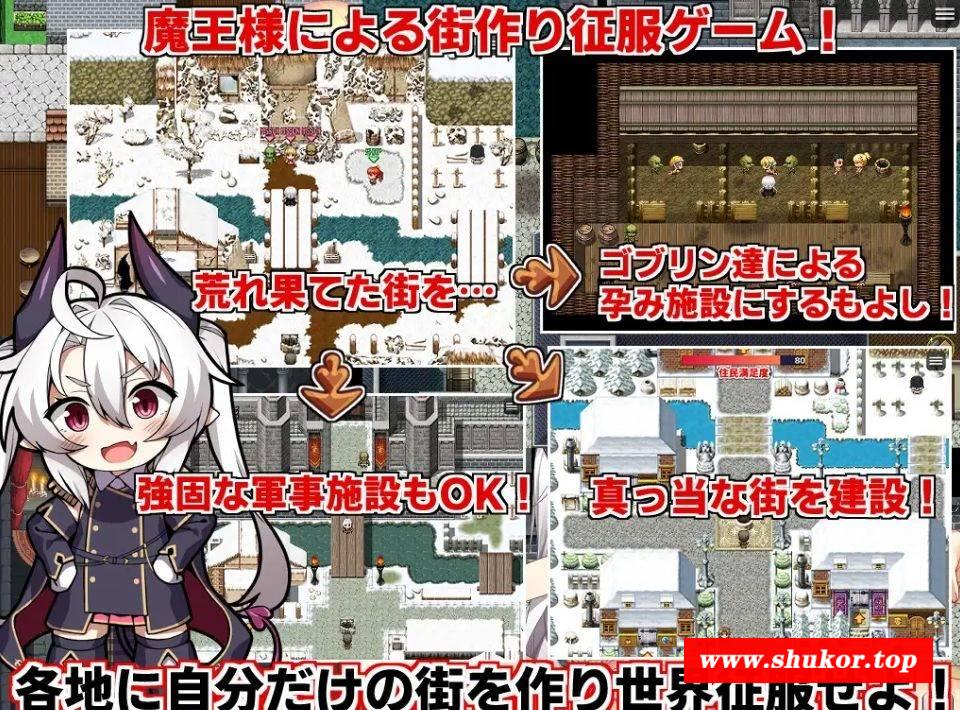 魔王様による街作り征服ゲーム！
荒れ果てた街を…
ゴブリン達による
孕み施設にするもよし！
80
住民満足度
強固な軍事施設もOK！
真っ当な街を建設！
www.shukor.top
各地に自分だけの街を作り世界征服せよ！